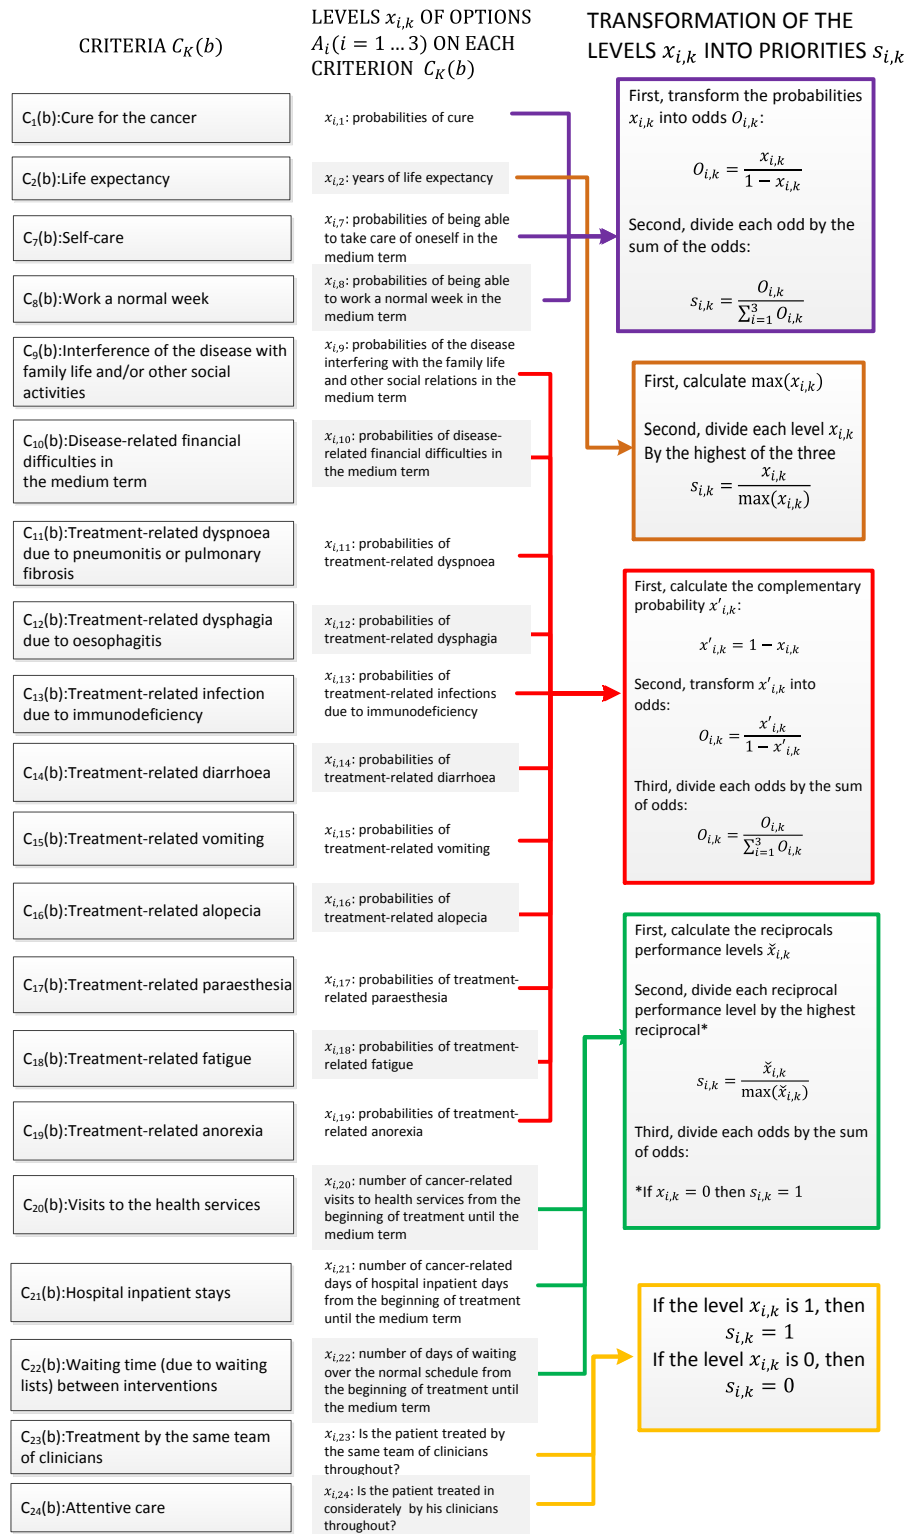 CRITERIA C_K(b)
LEVELS x_{i,k} OF OPTIONS
A_i(i = 1 … 3) ON EACH
CRITERION C_K(b)
TRANSFORMATION OF THE
LEVELS x_{i,k} INTO PRIORITIES s_{i,k}
C₁(b):Cure for the cancer
C₂(b):Life expectancy
C₇(b):Self-care
C₈(b):Work a normal week
C₉(b):Interference of the disease with
family life and/or other social
activities
C₁₀(b):Disease-related financial
difficulties in
the medium term
C₁₁(b):Treatment-related dyspnoea
due to pneumonitis or pulmonary
fibrosis
C₁₂(b):Treatment-related dysphagia
due to oesophagitis
C₁₃(b):Treatment-related infection
due to immunodeficiency
C₁₄(b):Treatment-related diarrhoea
C₁₅(b):Treatment-related vomiting
C₁₆(b):Treatment-related alopecia
C₁₇(b):Treatment-related paraesthesia
C₁₈(b):Treatment-related fatigue
C₁₉(b):Treatment-related anorexia
C₂₀(b):Visits to the health services
C₂₁(b):Hospital inpatient stays
C₂₂(b):Waiting time (due to waiting
lists) between interventions
C₂₃(b):Treatment by the same team
of clinicians
C₂₄(b):Attentive care
x_{i,1}: probabilities of cure
x_{i,2}: years of life expectancy
x_{i,7}: probabilities of being able
to take care of oneself in the
medium term
x_{i,8}: probabilities of being able
to work a normal week in the
medium term
x_{i,9}: probabilities of the disease
interfering with the family life
and other social relations in the
medium term
x_{i,10}: probabilities of disease-
related financial difficulties in
the medium term
x_{i,11}: probabilities of
treatment-related dyspnoea
x_{i,12}: probabilities of
treatment-related dysphagia
x_{i,13}: probabilities of
treatment-related infections
due to immunodeficiency
x_{i,14}: probabilities of
treatment-related diarrhoea
x_{i,15}: probabilities of
treatment-related vomiting
x_{i,16}: probabilities of
treatment-related alopecia
x_{i,17}: probabilities of treatment-
related paraesthesia
x_{i,18}: probabilities of treatment-
related fatigue
x_{i,19}: probabilities of treatment-
related anorexia
x_{i,20}: number of cancer-related
visits to health services from the
beginning of treatment until the
medium term
x_{i,21}: number of cancer-related
days of hospital inpatient days
from the beginning of treatment
until the medium term
x_{i,22}: number of days of waiting
over the normal schedule from
the beginning of treatment until
the medium term
x_{i,23}: Is the patient treated by
the same team of clinicians
throughout?
x_{i,24}: Is the patient treated in
considerately by his clinicians
throughout?
First, transform the probabilities
x_{i,k} into odds O_{i,k}:
O_{i,k} = x_{i,k} / (1 − x_{i,k})
Second, divide each odd by the
sum of the odds:
s_{i,k} = O_{i,k} / ∑_{i=1}^{3} O_{i,k}
First, calculate max(x_{i,k})
Second, divide each level x_{i,k}
By the highest of the three
s_{i,k} = x_{i,k} / max(x_{i,k})
First, calculate the complementary
probability x'_{i,k}:
x'_{i,k} = 1 − x_{i,k}
Second, transform x'_{i,k} into
odds:
O_{i,k} = x'_{i,k} / (1 − x'_{i,k})
Third, divide each odds by the sum
of odds:
O_{i,k} = O_{i,k} / ∑_{i=1}^{3} O_{i,k}
First, calculate the reciprocals
performance levels x̌_{i,k}
Second, divide each reciprocal
performance level by the highest
reciprocal*
s_{i,k} = x̌_{i,k} / max(x̌_{i,k})
Third, divide each odds by the sum
of odds:
*If x_{i,k} = 0 then s_{i,k} = 1
If the level x_{i,k} is 1, then
s_{i,k} = 1
If the level x_{i,k} is 0, then
s_{i,k} = 0